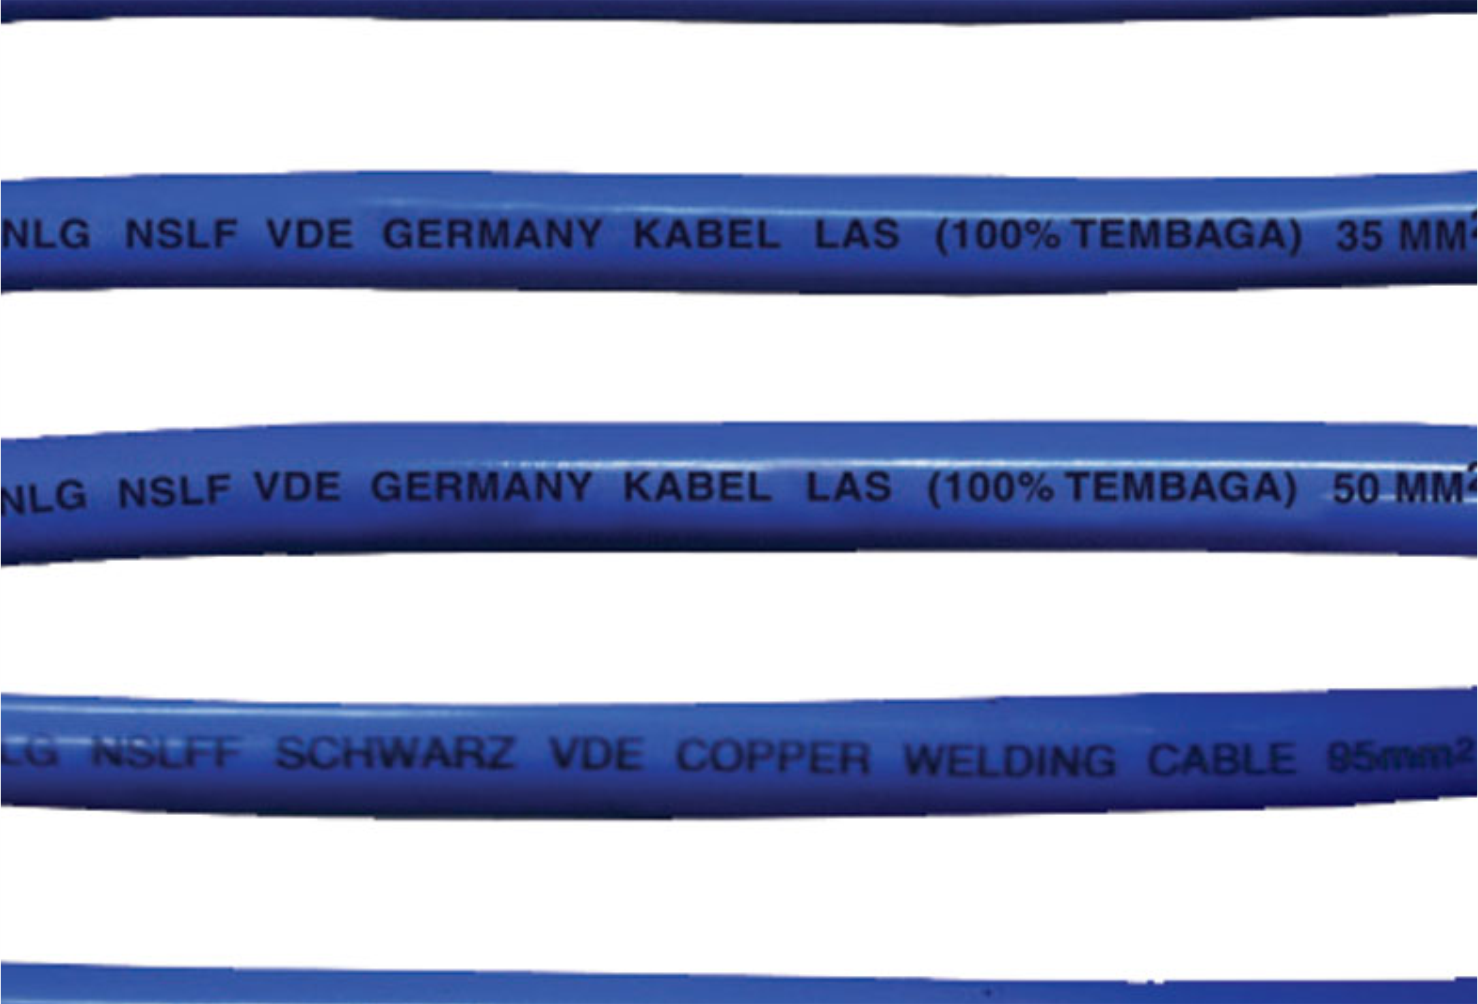 NLG NSLF VDE GERMANY KABEL LAS (100% TEMBAGA) 35 MM²
NLG NSLF VDE GERMANY KABEL LAS (100% TEMBAGA) 50 MM²
LG NSLFF SCHWARZ VDE COPPER WELDING CABLE 95mm²